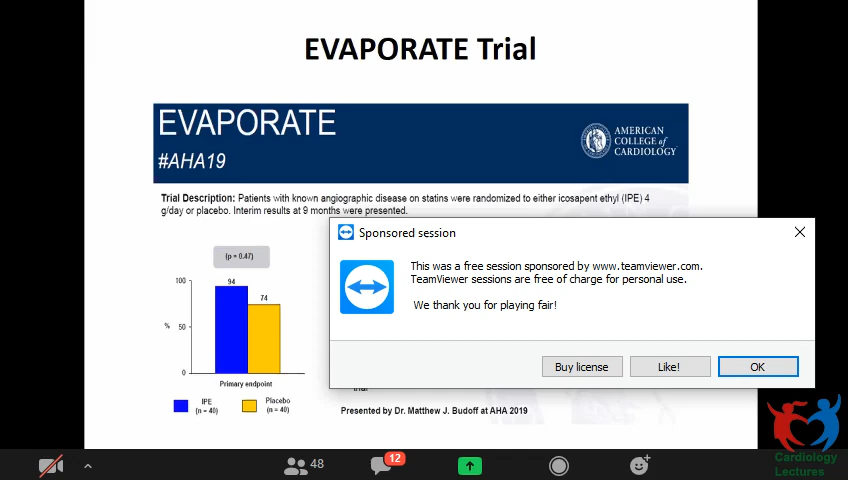 EVAPORATE Trial
EVAPORATE
#AHA19
AMERICAN
COLLEGE of
CARDIOLOGY
Trial Description: Patients with known angiographic disease on statins were randomized to either icosapent ethyl (IPE) 4
g/day or placebo. Interim results at 9 months were presented.
Sponsored session
This was a free session sponsored by www.teamviewer.com.
TeamViewer sessions are free of charge for personal use.
We thank you for playing fair!
Buy license
Like!
OK
(p = 0.47)
100
94
74
%
50
0
Primary endpoint
IPE
(n = 40)
Placebo
(n = 40)
trial
Presented by Dr. Matthew J. Budoff at AHA 2019
48
12
Cardiology
Lectures